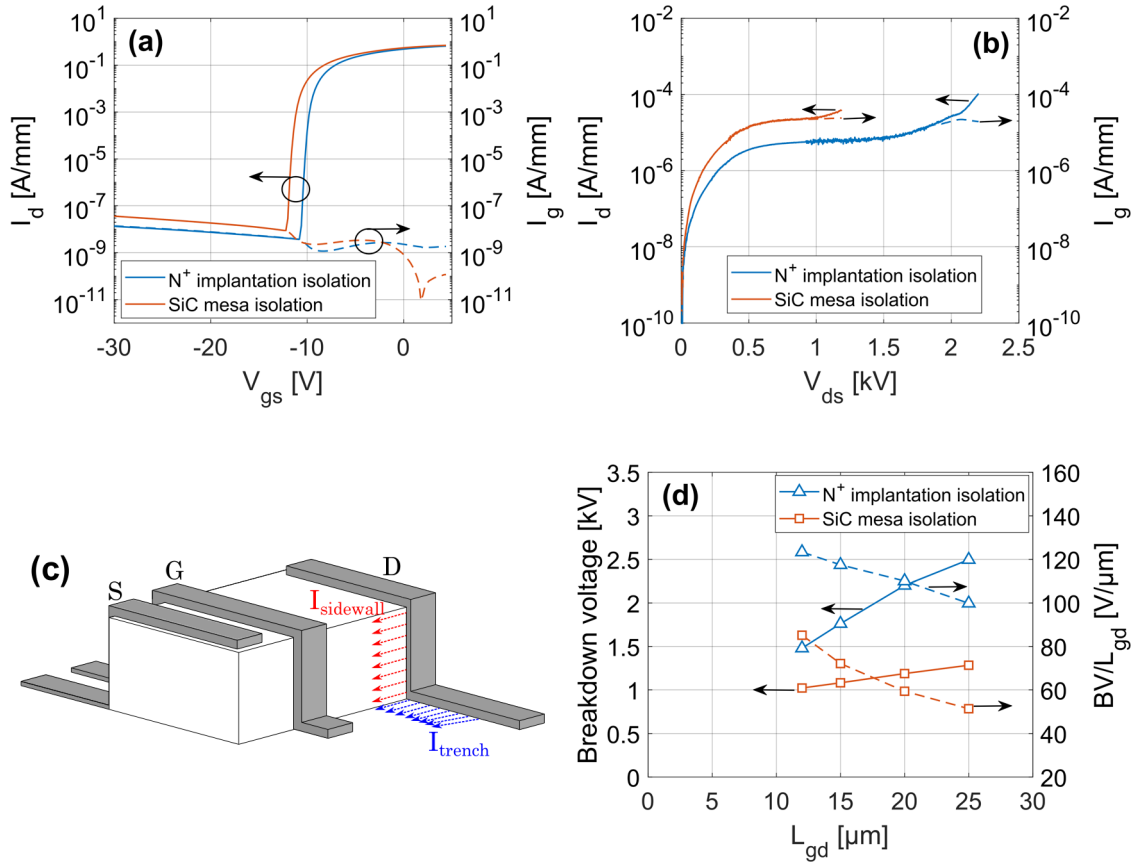 (a)
I_d [A/mm]
10^1
10^-1
10^-3
10^-5
10^-7
10^-9
10^-11
I_g [A/mm]
10^1
10^-1
10^-3
10^-5
10^-7
10^-9
10^-11
N^+ implantation isolation
SiC mesa isolation
-30
-20
-10
0
V_gs [V]
(b)
I_d [A/mm]
10^-2
10^-4
10^-6
10^-8
10^-10
I_g [A/mm]
10^-2
10^-4
10^-6
10^-8
10^-10
N^+ implantation isolation
SiC mesa isolation
0
0.5
1
1.5
2
2.5
V_ds [kV]
(c)
S
G
D
I_sidewall
I_trench
(d)
Breakdown voltage [kV]
3.5
3
2.5
2
1.5
1
0.5
0
BV/L_gd [V/µm]
160
140
120
100
80
60
40
20
N^+ implantation isolation
SiC mesa isolation
0
5
10
15
20
25
30
L_gd [µm]